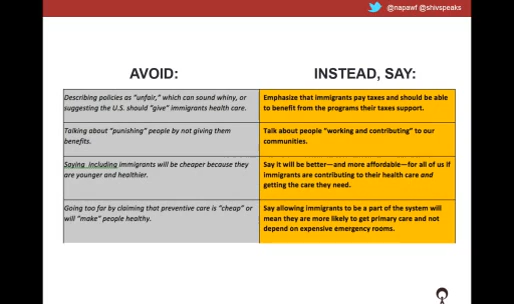 @napawf @shivspeaks
AVOID:
INSTEAD, SAY:
Describing policies as "unfair," which can sound whiny, or
suggesting the U.S. should "give" immigrants health care.
Emphasize that immigrants pay taxes and should be able
to benefit from the programs their taxes support.
Talking about "punishing" people by not giving them
benefits.
Talk about people "working and contributing" to our
communities.
Saying including immigrants will be cheaper because they
are younger and healthier.
Say it will be better—and more affordable—for all of us if
immigrants are contributing to their health care and
getting the care they need.
Going too far by claiming that preventive care is "cheap" or
will "make" people healthy.
Say allowing immigrants to be a part of the system will
mean they are more likely to get primary care and not
depend on expensive emergency rooms.